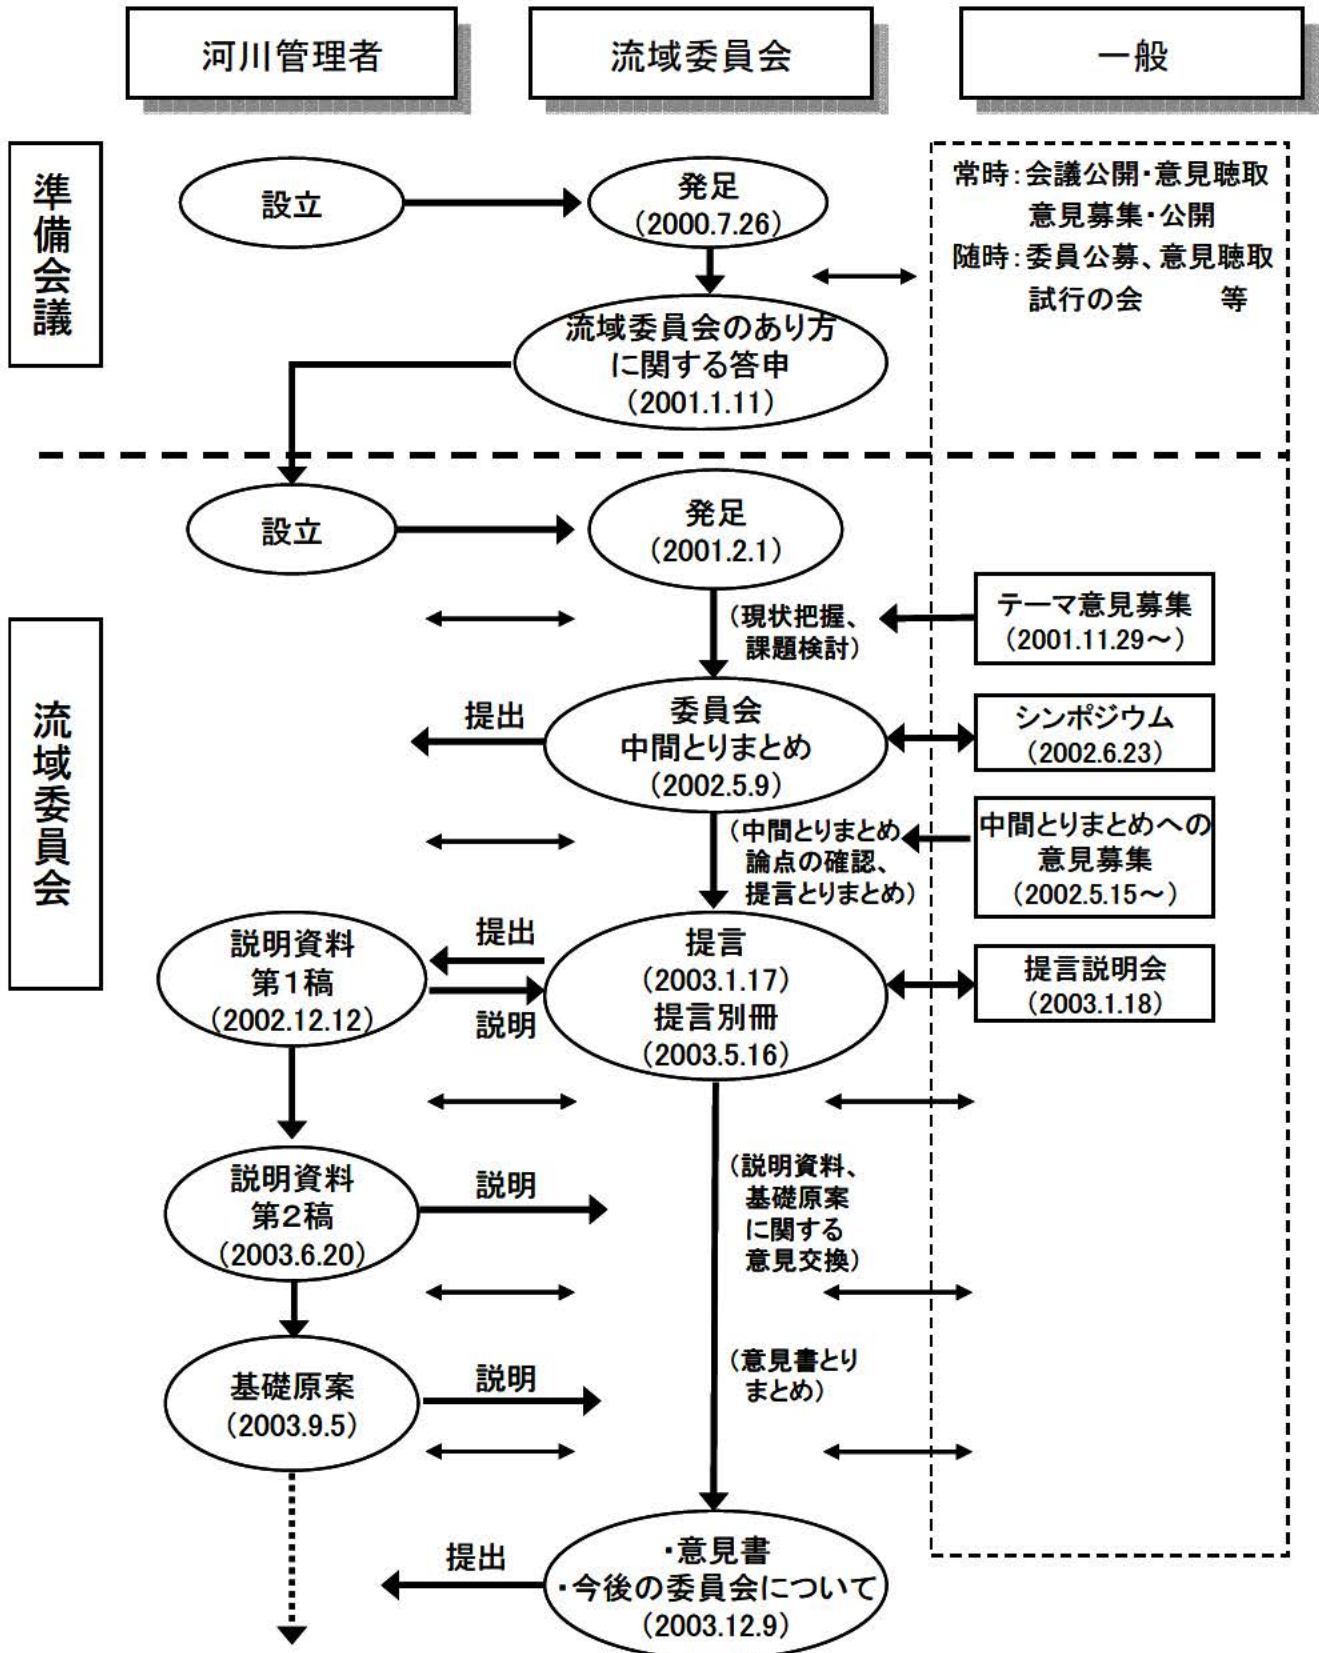 河川管理者
流域委員会
一般
準備会議
設立
発足
(2000.7.26)
常時:会議公開・意見聴取
意見募集・公開
随時:委員公募、意見聴取
試行の会 等
流域委員会のあり方
に関する答申
(2001.1.11)
設立
発足
(2001.2.1)
流域委員会
(現状把握、
課題検討)
テーマ意見募集
(2001.11.29～)
提出
委員会
中間とりまとめ
(2002.5.9)
シンポジウム
(2002.6.23)
(中間とりまとめ
論点の確認、
提言とりまとめ)
中間とりまとめへの
意見募集
(2002.5.15～)
説明資料
第1稿
(2002.12.12)
提出
説明
提言
(2003.1.17)
提言別冊
(2003.5.16)
提言説明会
(2003.1.18)
説明資料
第2稿
(2003.6.20)
説明
(説明資料、
基礎原案
に関する
意見交換)
基礎原案
(2003.9.5)
説明
(意見書とり
まとめ)
提出
・意見書
・今後の委員会について
(2003.12.9)